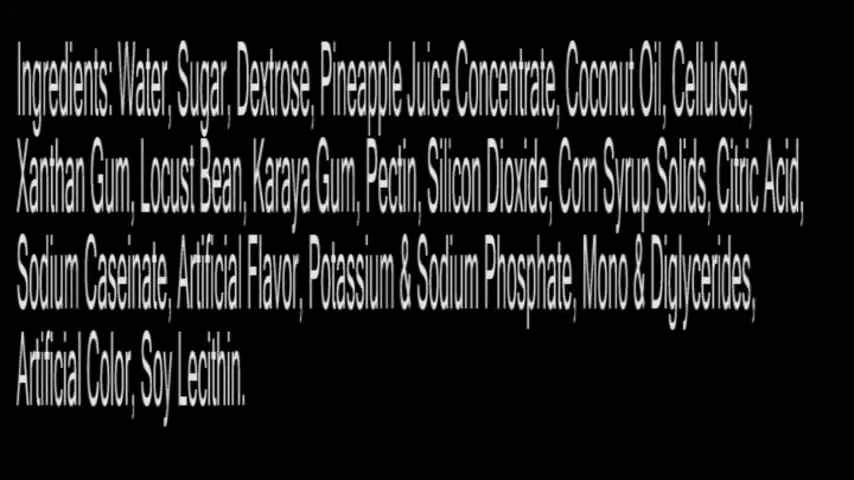 Ingredients: Water, Sugar, Dextrose, Pineapple Juice Concentrate, Coconut Oil, Cellulose,
Xanthan Gum, Locust Bean, Karaya Gum, Pectin, Silicon Dioxide, Corn Syrup Solids, Citric Acid,
Sodium Caseinate, Artificial Flavor, Potassium & Sodium Phosphate, Mono & Diglycerides,
Artificial Color, Soy Lecithin.